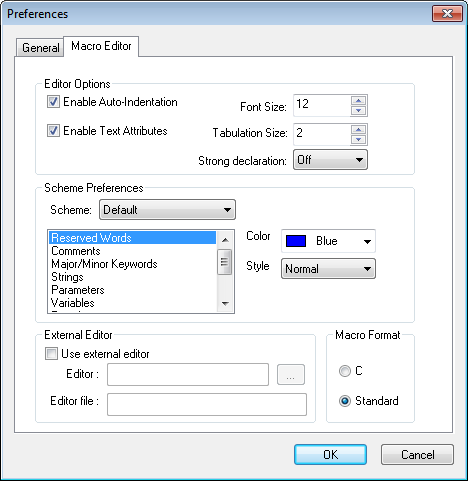 Preferences
General
Macro Editor
Editor Options
Enable Auto-Indentation
Font Size: 12
Enable Text Attributes
Tabulation Size: 2
Strong declaration: Off
Scheme Preferences
Scheme: Default
Reserved Words
Comments
Major/Minor Keywords
Strings
Parameters
Variables
Color Blue
Style Normal
External Editor
Use external editor
Editor :
...
Editor file :
Macro Format
C
Standard
OK
Cancel